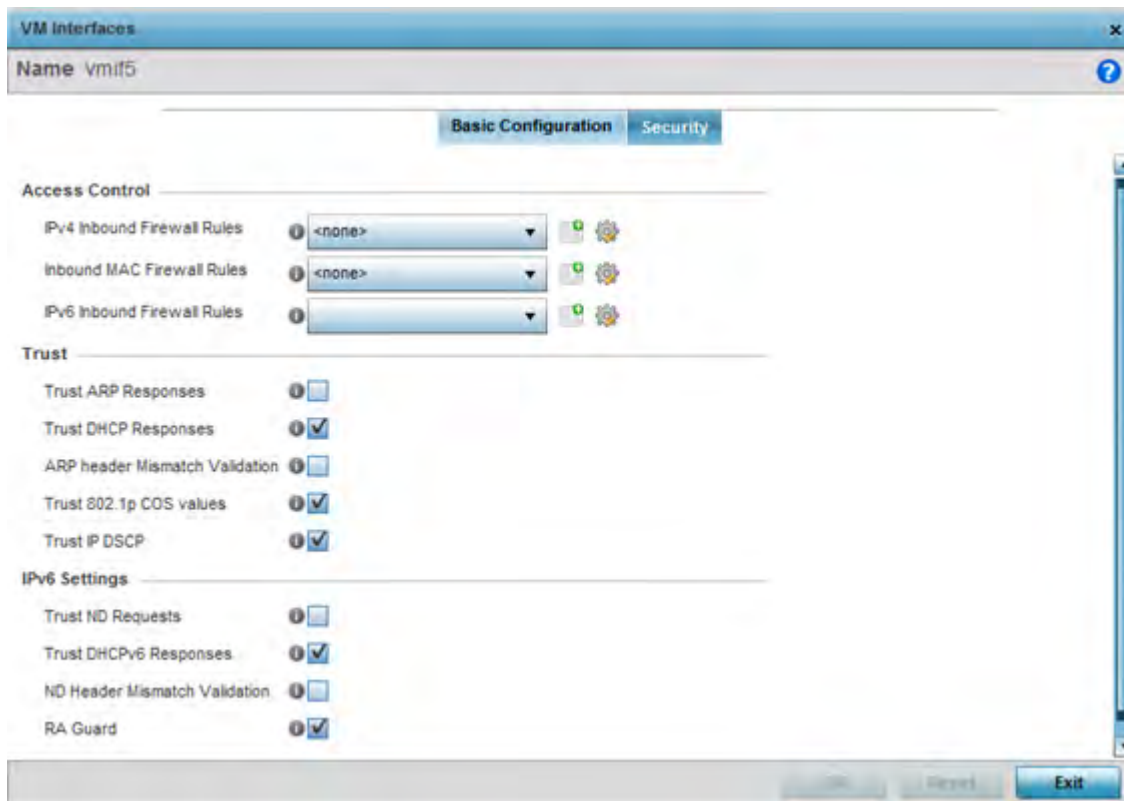 VM Interfaces
Name vmif5
Basic Configuration Security
Access Control
IPv4 Inbound Firewall Rules <none>
Inbound MAC Firewall Rules <none>
IPv6 Inbound Firewall Rules
Trust
Trust ARP Responses
Trust DHCP Responses
ARP header Mismatch Validation
Trust 802.1p COS values
Trust IP DSCP
IPv6 Settings
Trust ND Requests
Trust DHCPv6 Responses
ND Header Mismatch Validation
RA Guard
Exit